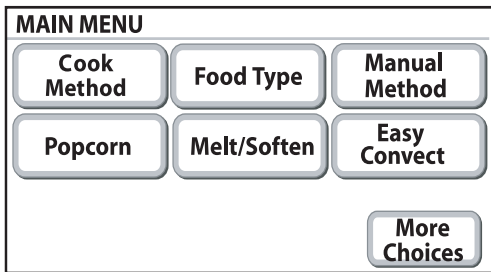 MAIN MENU
Cook
Method
Food Type
Manual
Method
Popcorn
Melt/Soften
Easy
Convect
More
Choices